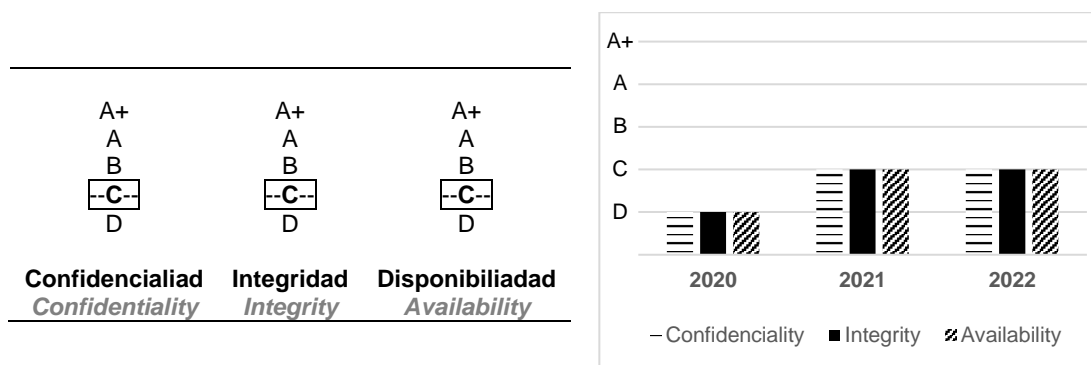 A+ A+ A+
A A A
B B B
--C-- --C-- --C--
D D D
Confidencialiad Integridad Disponibiliadad
Confidentiality Integrity Availability
A+
A
B
C
D
2020 2021 2022
Confidenciality Integrity Availability